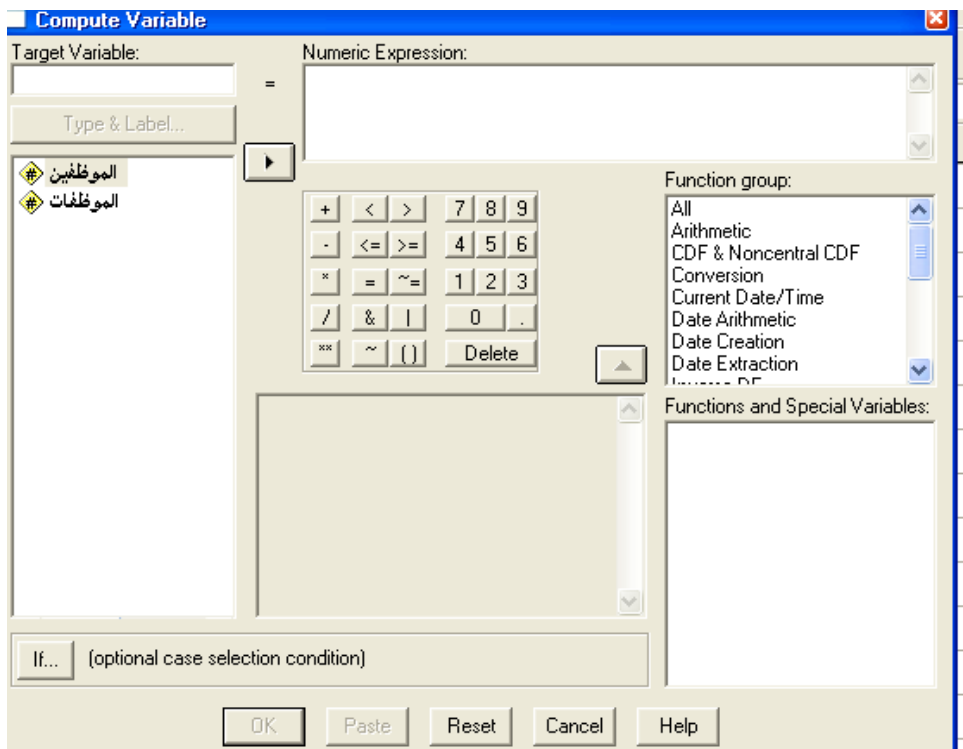 Compute Variable
Target Variable:
Numeric Expression:
=
Type & Label...
الموظفين
الموظفات
+ < > 7 8 9
- <= >= 4 5 6
* = ~= 1 2 3
/ & | 0 .
** ~ () Delete
Function group:
All
Arithmetic
CDF & Noncentral CDF
Conversion
Current Date/Time
Date Arithmetic
Date Creation
Date Extraction
Functions and Special Variables:
If... (optional case selection condition)
OK Paste Reset Cancel Help